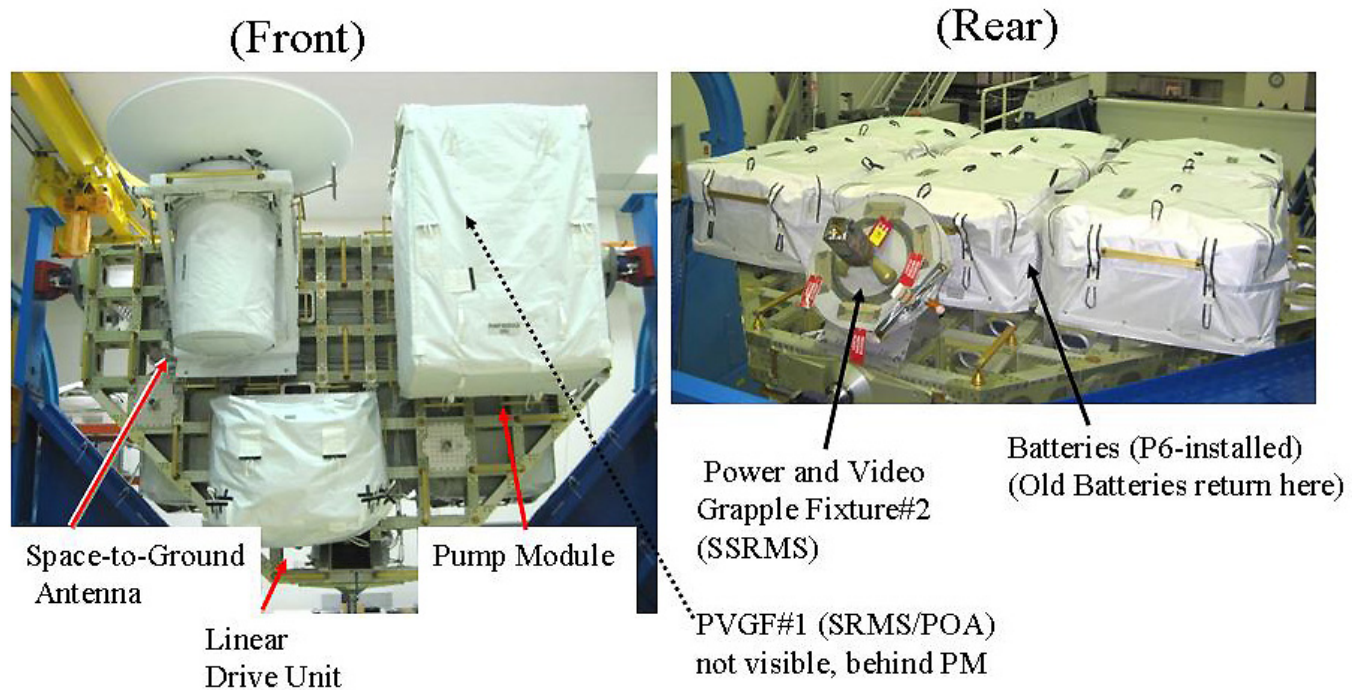 (Front)
(Rear)
Space-to-Ground
Antenna
Linear
Drive Unit
Pump Module
Power and Video
Grapple Fixture#2
(SSRMS)
Batteries (P6-installed)
(Old Batteries return here)
PVGF#1 (SRMS/POA)
not visible, behind PM